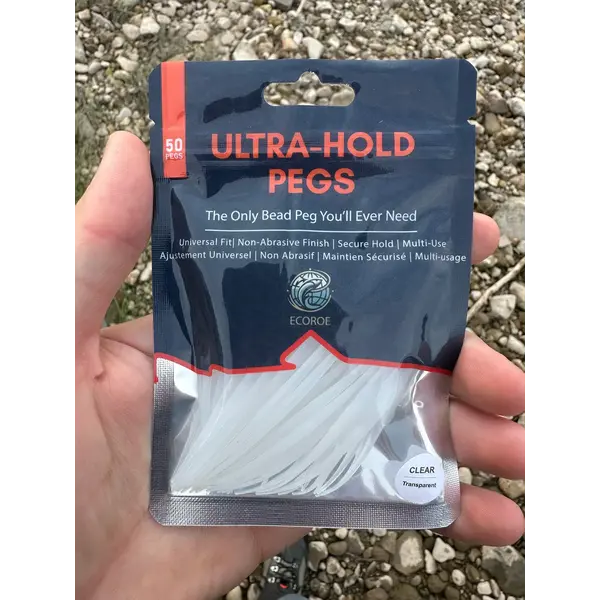 50
PEGS
ULTRA-HOLD
PEGS
The Only Bead Peg You'll Ever Need
Universal Fit| Non-Abrasive Finish | Secure Hold | Multi-Use
Ajustement Universel | Non Abrasif | Maintien Sécurisé | Multi-usage
ECOROE
CLEAR
Transparent